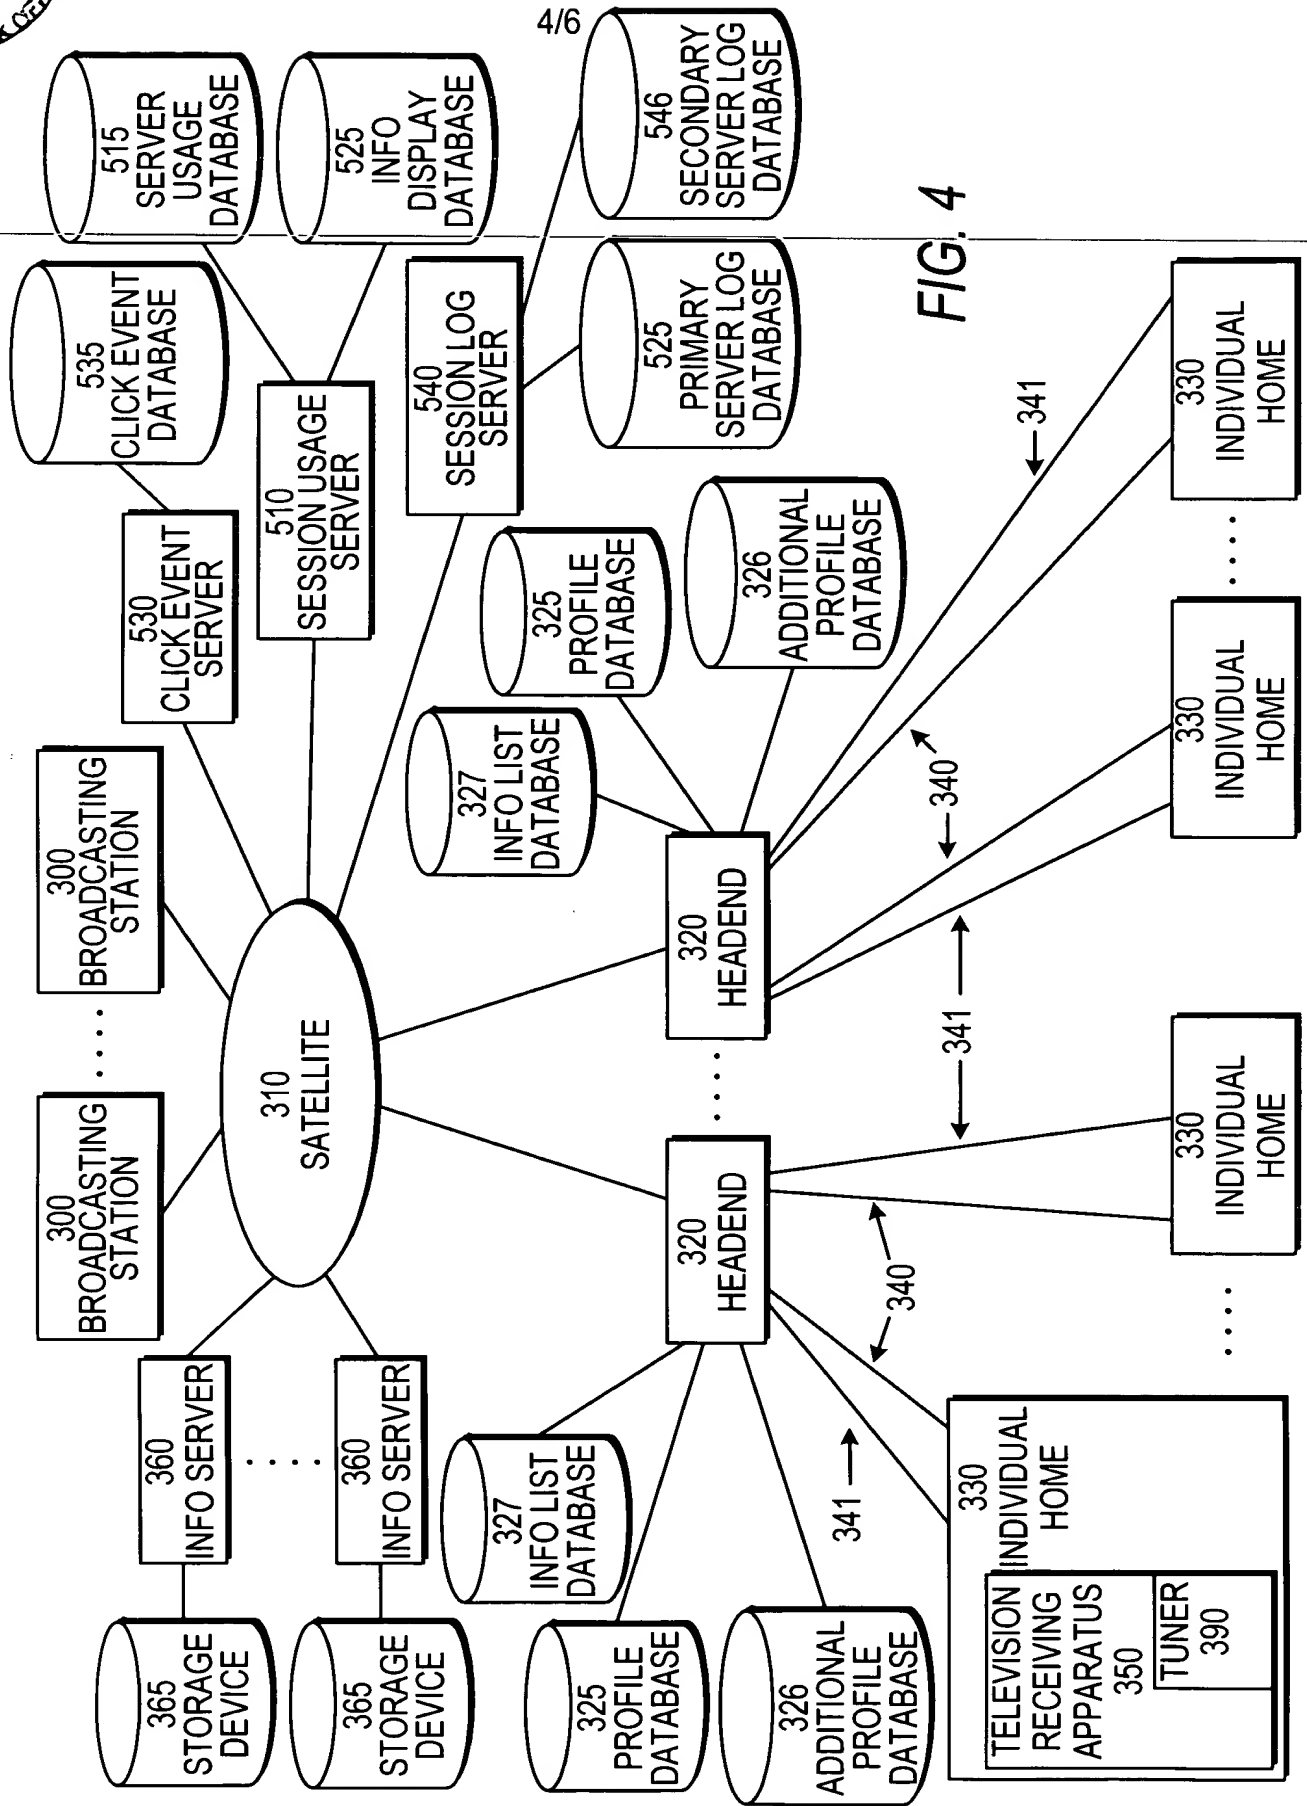 4/6
365
STORAGE
DEVICE
365
STORAGE
DEVICE
360
INFO SERVER
360
INFO SERVER
300
BROADCASTING
STATION
300
BROADCASTING
STATION
310
SATELLITE
530
CLICK EVENT
SERVER
535
CLICK EVENT
DATABASE
510
SESSION USAGE
SERVER
515
SERVER
USAGE
DATABASE
525
INFO
DISPLAY
DATABASE
540
SESSION LOG
SERVER
525
PRIMARY
SERVER LOG
DATABASE
546
SECONDARY
SERVER LOG
DATABASE
327
INFO LIST
DATABASE
325
PROFILE
DATABASE
326
ADDITIONAL
PROFILE
DATABASE
320
HEADEND
320
HEADEND
327
INFO LIST
DATABASE
325
PROFILE
DATABASE
326
ADDITIONAL
PROFILE
DATABASE
341
340
341
340
341
330
INDIVIDUAL
HOME
TELEVISION
RECEIVING
APPARATUS
350
TUNER
390
330
INDIVIDUAL
HOME
330
INDIVIDUAL
HOME
330
INDIVIDUAL
HOME
FIG. 4